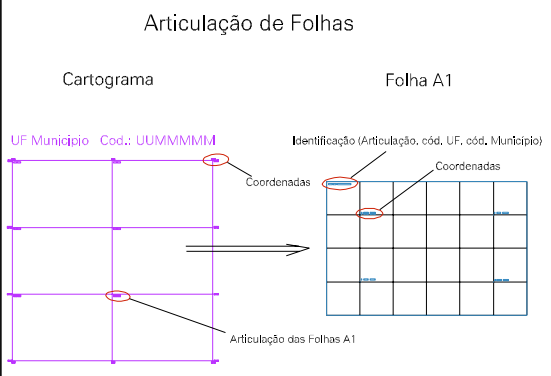 Articulação de Folhas
Cartograma
Folha A1
UF Município Cod.: UUMMMMM
Identificação (Articulação, cód. UF, cód. Município)
Coordenadas
Coordenadas
Articulação das Folhas A1